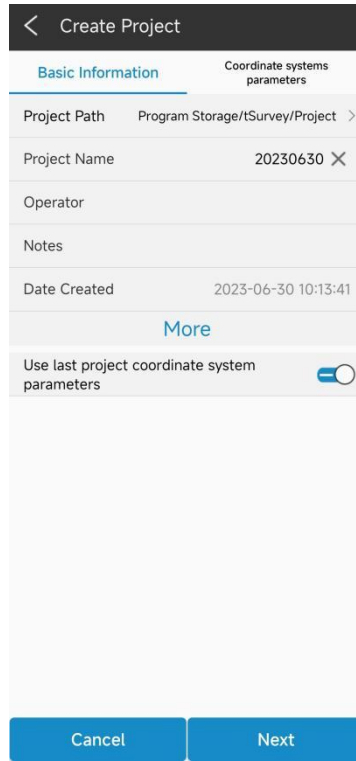 Create Project
Basic Information
Coordinate systems
parameters
Project Path Program Storage/tSurvey/Project
Project Name 20230630
Operator
Notes
Date Created 2023-06-30 10:13:41
More
Use last project coordinate system
parameters
Cancel Next